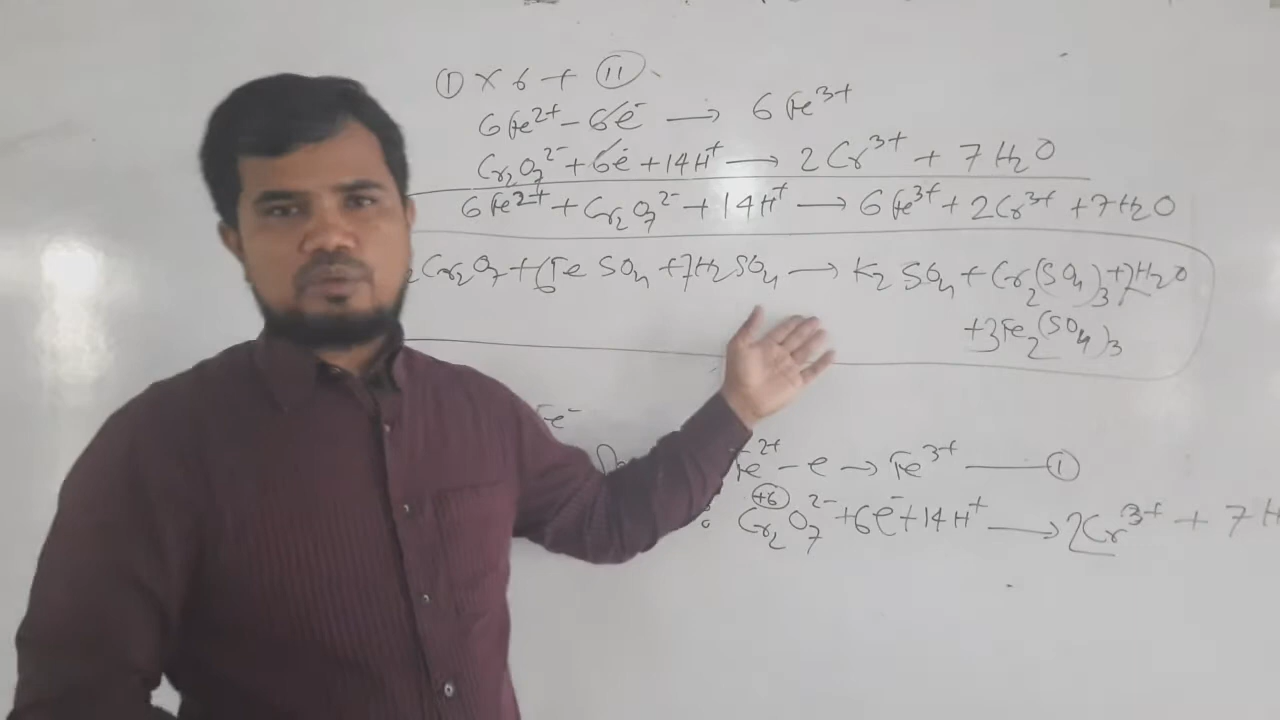 ① × 6 + ⑪
6Fe²⁺ – 6e⁻ → 6Fe³⁺
Cr₂O₇²⁻ + 6e⁻ + 14H⁺ → 2Cr³⁺ + 7H₂O
6Fe²⁺ + Cr₂O₇²⁻ + 14H⁺ → 6Fe³⁺ + 2Cr³⁺ + 7H₂O
₂Cr₂O₇ + 6FeSO₄ + 7H₂SO₄ → K₂SO₄ + Cr₂(SO₄)₃ + 7H₂O
+ 3Fe₂(SO₄)₃
e⁻
Fe²⁺ – e → Fe³⁺ — ①
+6
Cr₂O₇²⁻ + 6e⁻ + 14H⁺ → 2Cr³⁺ + 7H